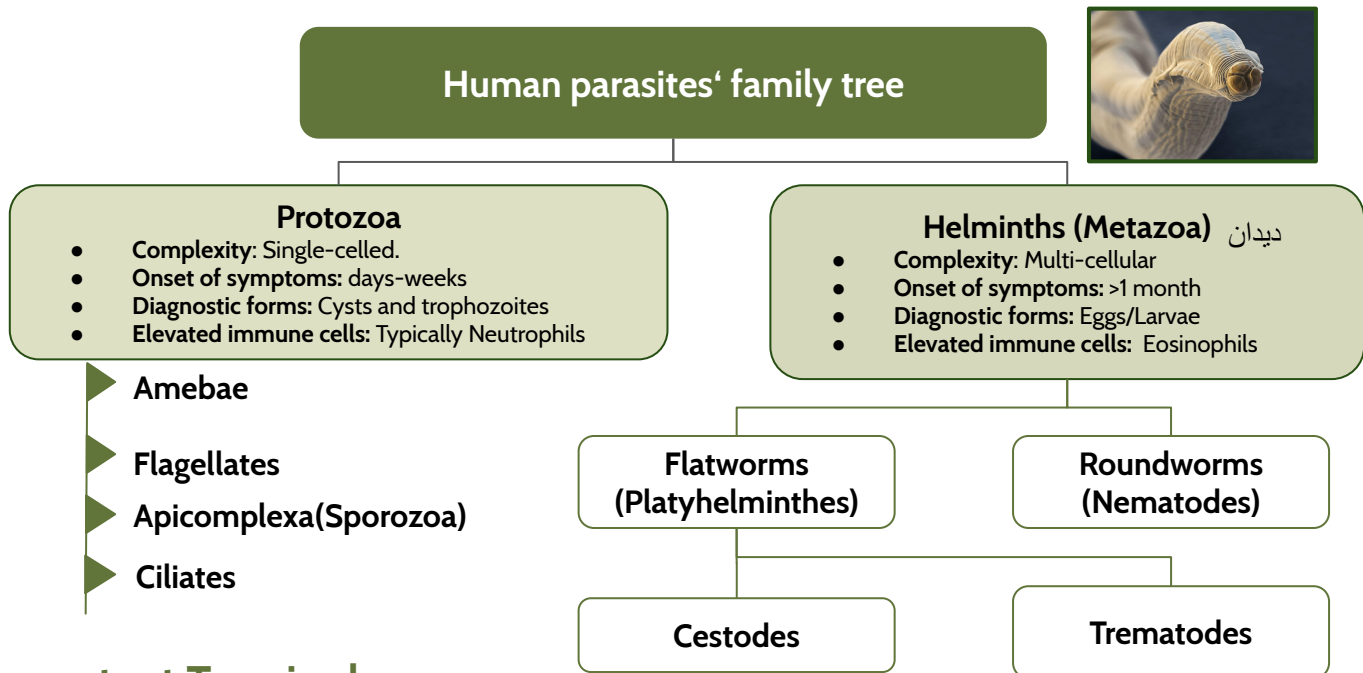 Human parasites‘ family tree
Protozoa
● Complexity: Single-celled.
● Onset of symptoms: days-weeks
● Diagnostic forms: Cysts and trophozoites
● Elevated immune cells: Typically Neutrophils
Helminths (Metazoa) ديدان
● Complexity: Multi-cellular
● Onset of symptoms: >1 month
● Diagnostic forms: Eggs/Larvae
● Elevated immune cells: Eosinophils
Amebae
Flagellates
Apicomplexa(Sporozoa)
Ciliates
Flatworms
(Platyhelminthes)
Roundworms
(Nematodes)
Cestodes
Trematodes